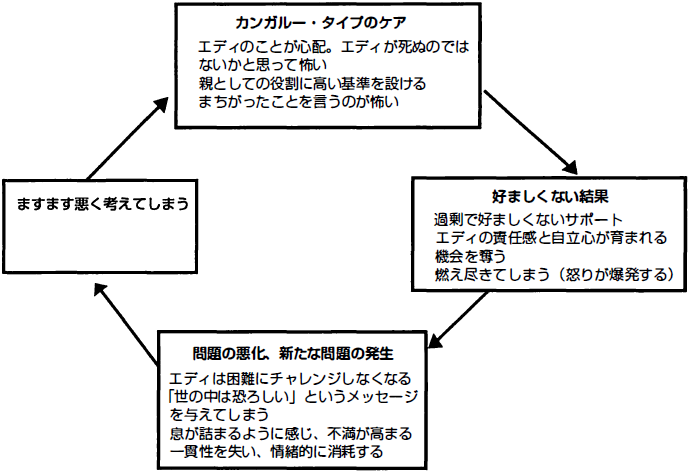 カンガルー・タイプのケア
エディのことが心配。エディが死ぬのでは
ないかと思って怖い
親としての役割に高い基準を設ける
まちがったことを言うのが怖い
好ましくない結果
過剰で好ましくないサポート
エディの責任感と自立心が育まれる
機会を奪う
燃え尽きてしまう（怒りが爆発する）
問題の悪化、新たな問題の発生
エディは困難にチャレンジしなくなる
「世の中は恐ろしい」というメッセージ
を与えてしまう
息が詰まるように感じ、不満が高まる
一貫性を失い、情緒的に消耗する
ますます悪く考えてしまう